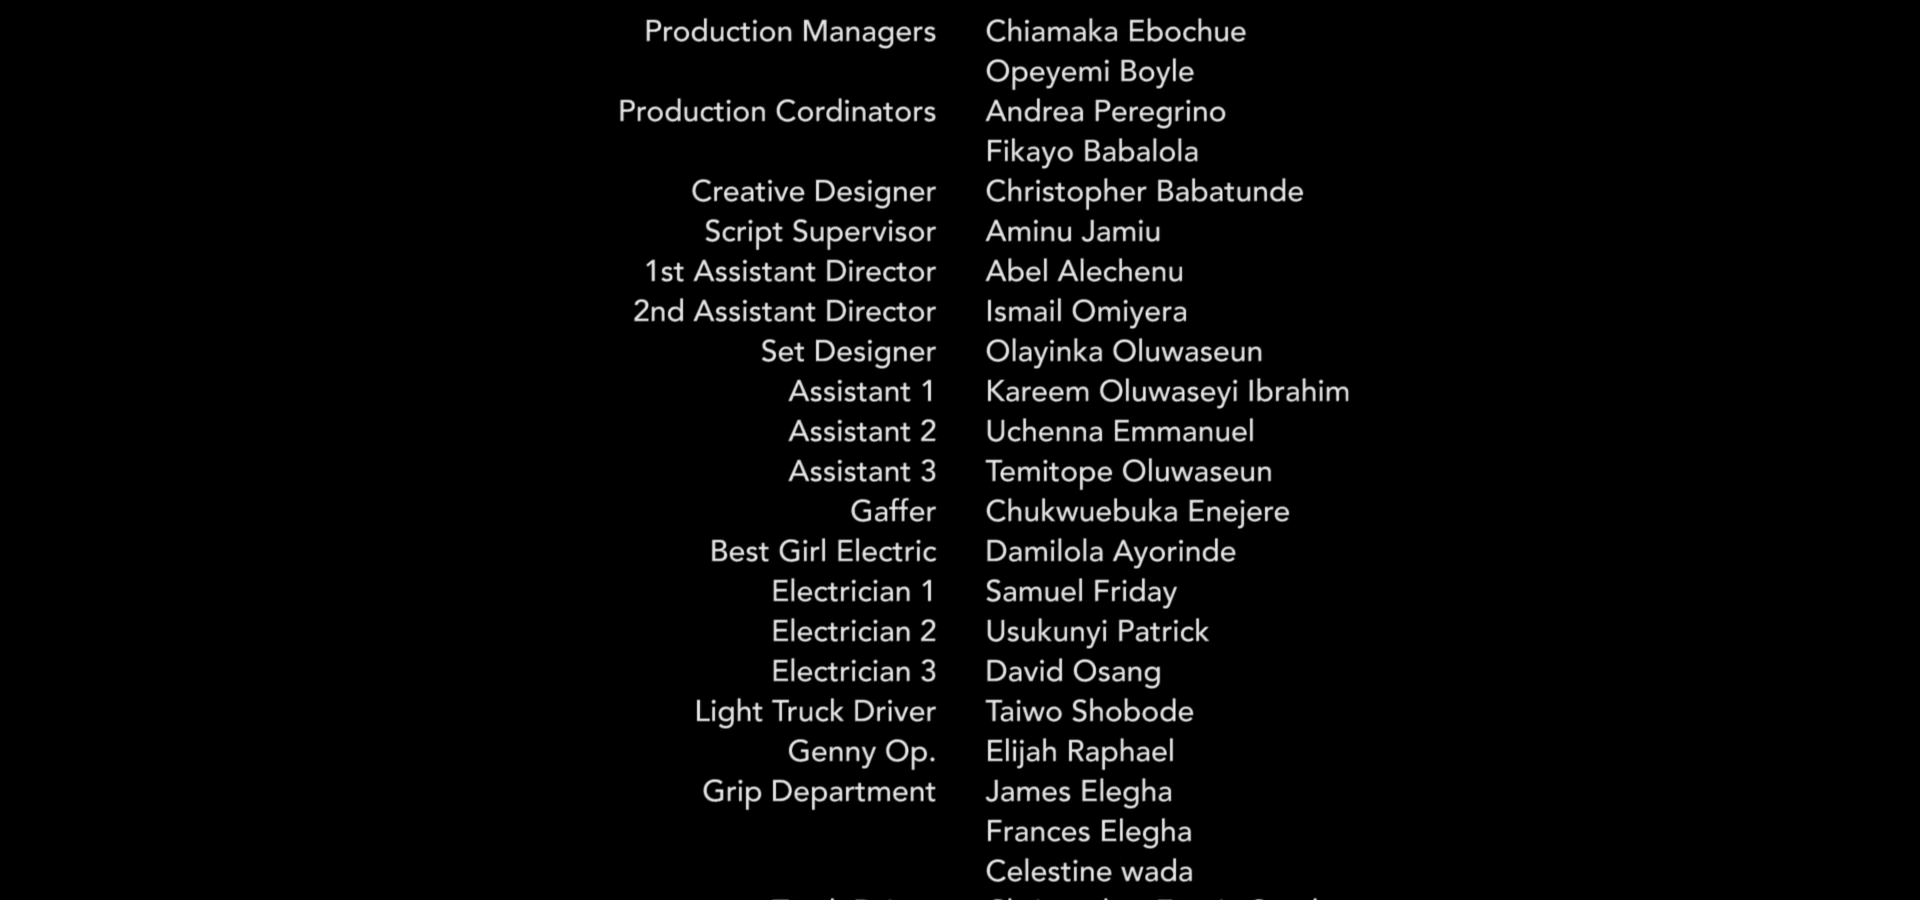 Production Managers Chiamaka Ebochue
Opeyemi Boyle
Production Cordinators Andrea Peregrino
Fikayo Babalola
Creative Designer Christopher Babatunde
Script Supervisor Aminu Jamiu
1st Assistant Director Abel Alechenu
2nd Assistant Director Ismail Omiyera
Set Designer Olayinka Oluwaseun
Assistant 1 Kareem Oluwaseyi Ibrahim
Assistant 2 Uchenna Emmanuel
Assistant 3 Temitope Oluwaseun
Gaffer Chukwuebuka Enejere
Best Girl Electric Damilola Ayorinde
Electrician 1 Samuel Friday
Electrician 2 Usukunyi Patrick
Electrician 3 David Osang
Light Truck Driver Taiwo Shobode
Genny Op. Elijah Raphael
Grip Department James Elegha
Frances Elegha
Celestine wada